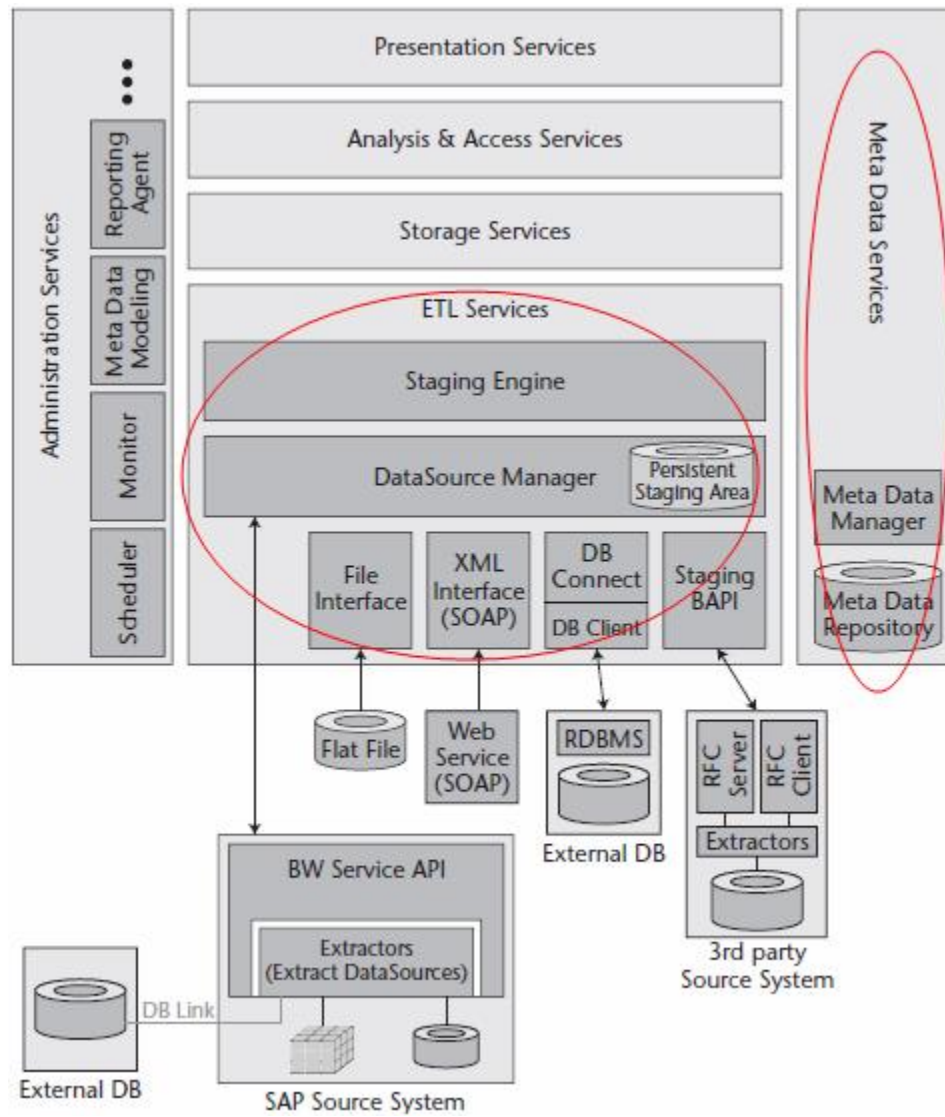 Presentation Services
Analysis & Access Services
Storage Services
Administration Services
Reporting
Agent
Meta Data
Modeling
Monitor
Scheduler
ETL Services
Staging Engine
DataSource Manager
Persistent
Staging Area
File
Interface
XML
Interface
(SOAP)
DB
Connect
DB Client
Staging
BAPI
Meta Data Services
Meta Data
Manager
Meta Data
Repository
Flat File
Web
Service
(SOAP)
RDBMS
External DB
RFC
Server
RFC
Client
Extractors
3rd party
Source System
BW Service API
Extractors
(Extract DataSources)
DB Link
External DB
SAP Source System